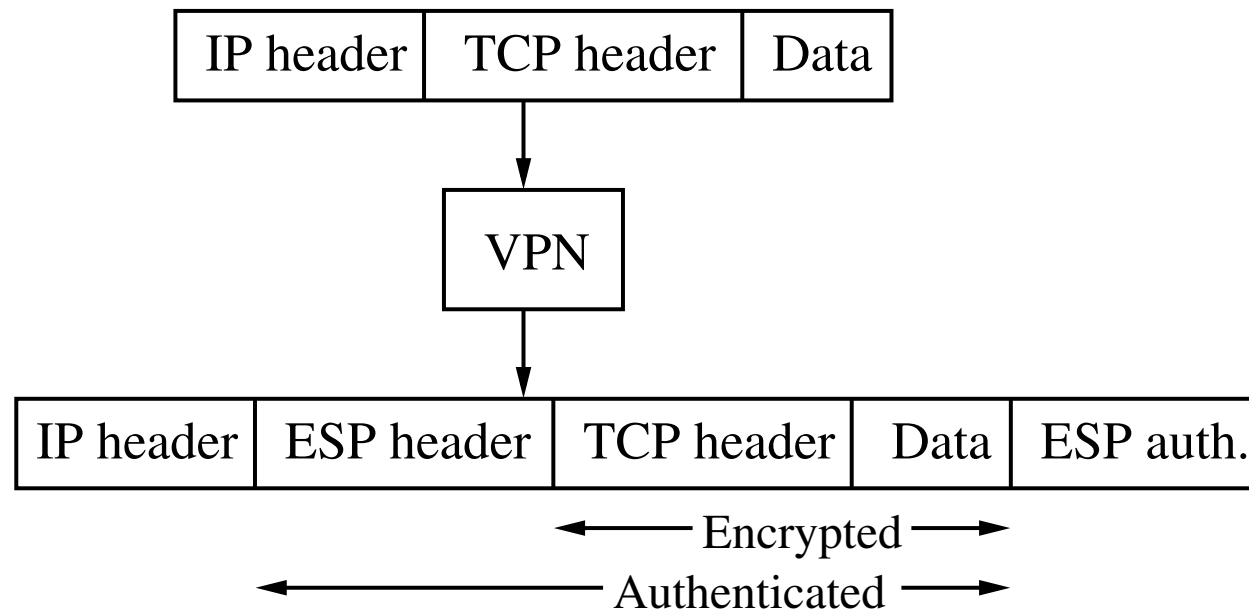 IP header TCP header Data
VPN
IP header ESP header TCP header Data ESP auth.
Encrypted
Authenticated